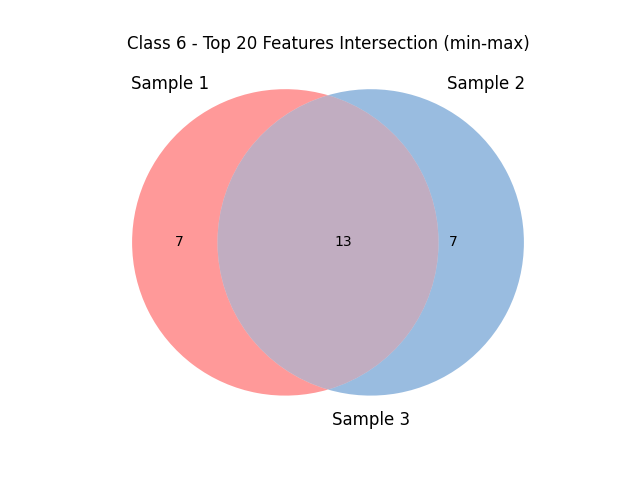 Class 6 - Top 20 Features Intersection (min-max)
Sample 1
Sample 2
7
13
7
Sample 3